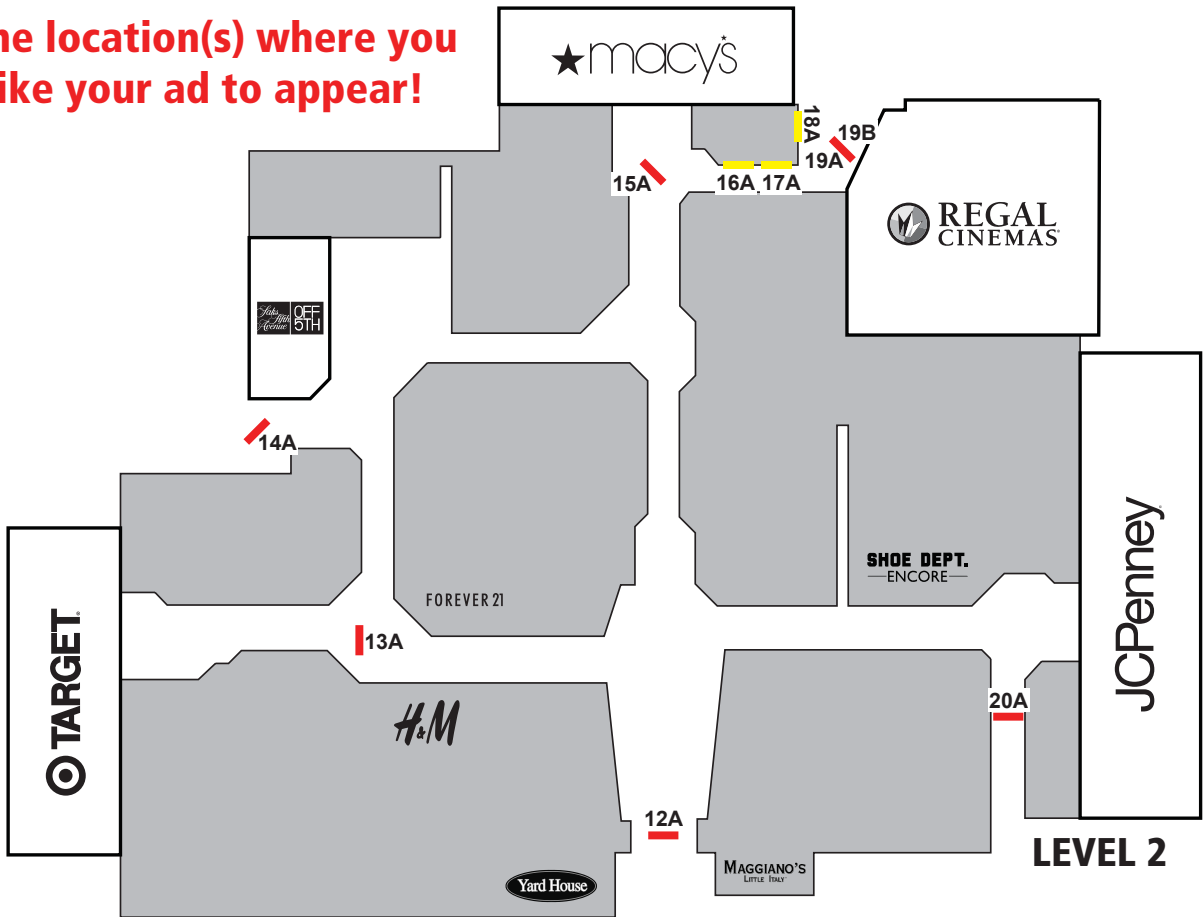 he location(s) where you
like your ad to appear!
macy's
18A
19B
19A
15A
16A
17A
REGAL
CINEMAS
Saks
Fifth
Avenue
OFF
5TH
14A
SHOE DEPT.
ENCORE
JCPenney
FOREVER 21
TARGET
13A
H&M
20A
12A
LEVEL 2
MAGGIANO'S
LITTLE ITALY
Yard House